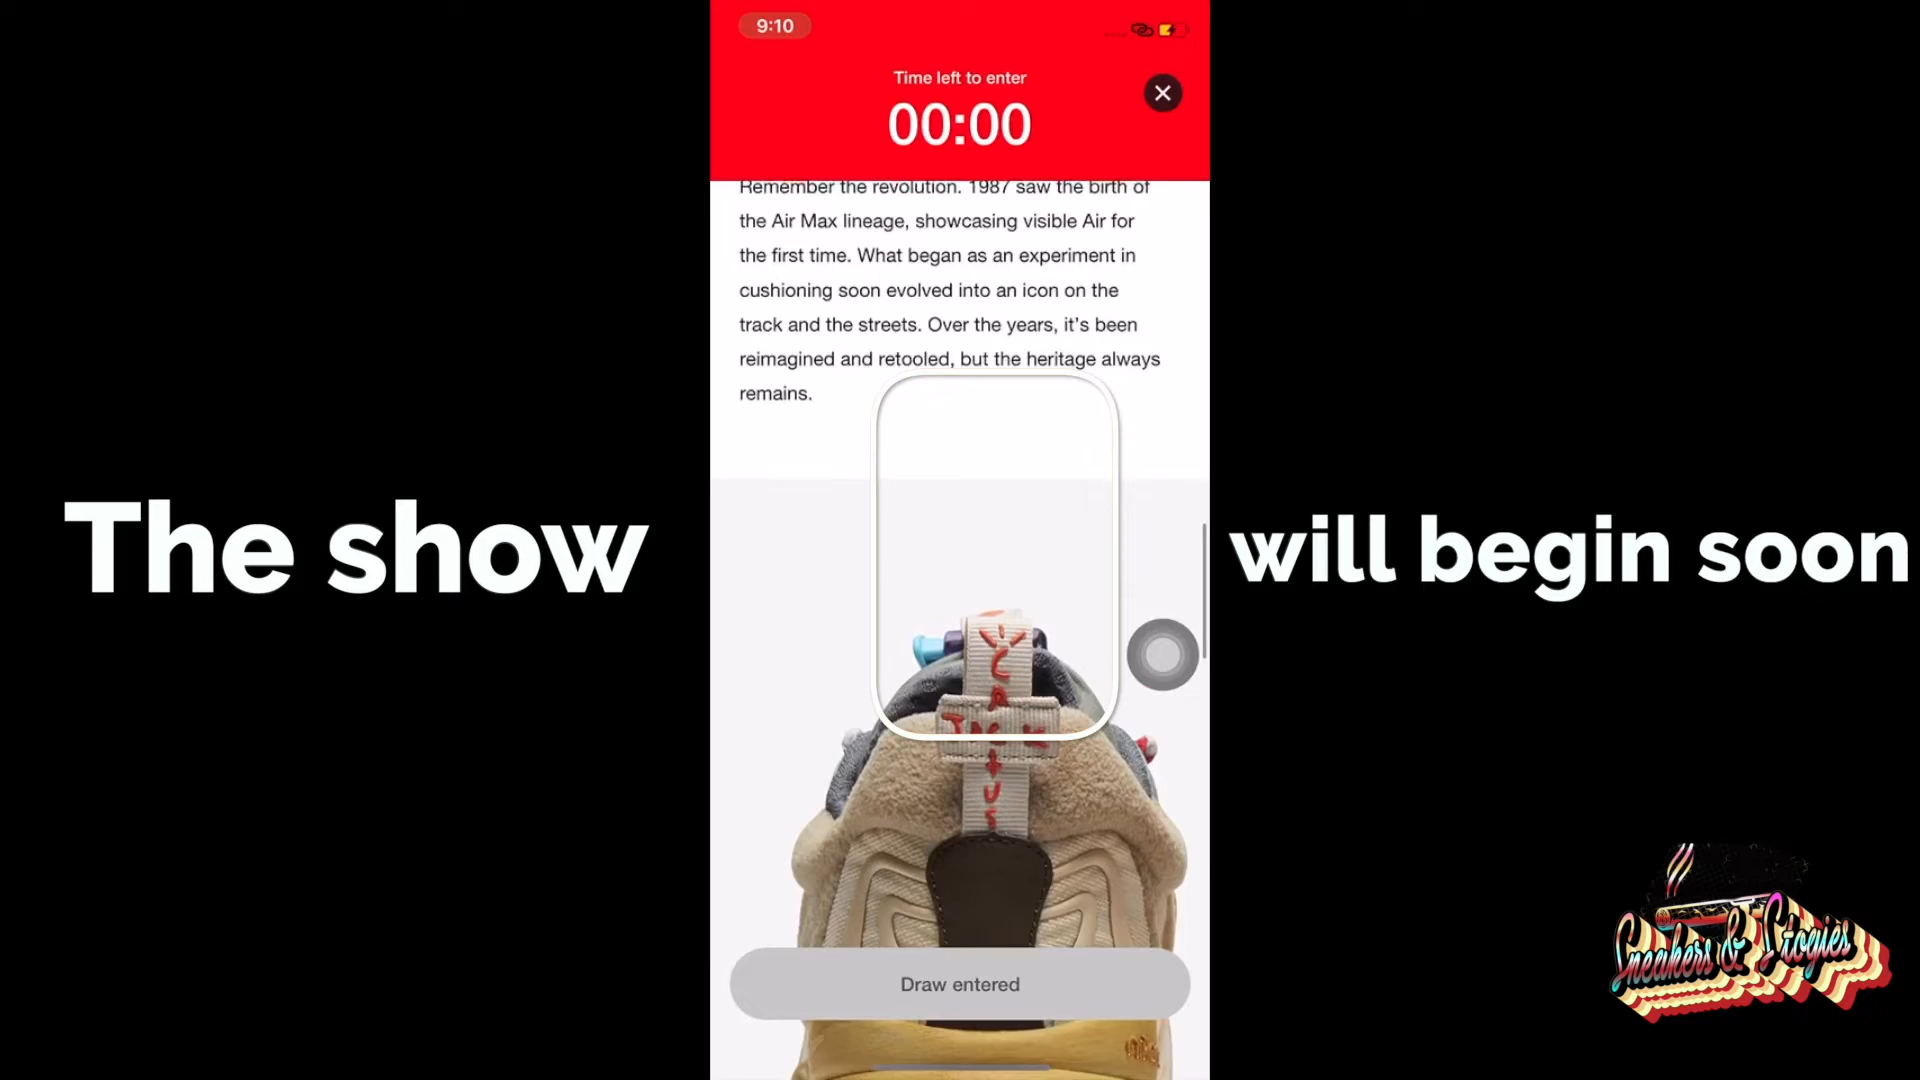 9:10
Time left to enter
00:00
Remember the revolution. 1987 saw the birth of
the Air Max lineage, showcasing visible Air for
the first time. What began as an experiment in
cushioning soon evolved into an icon on the
track and the streets. Over the years, it's been
reimagined and retooled, but the heritage always
remains.
The show
will begin soon
CACTUS
JACK
Draw entered
Sneakers & Stogies